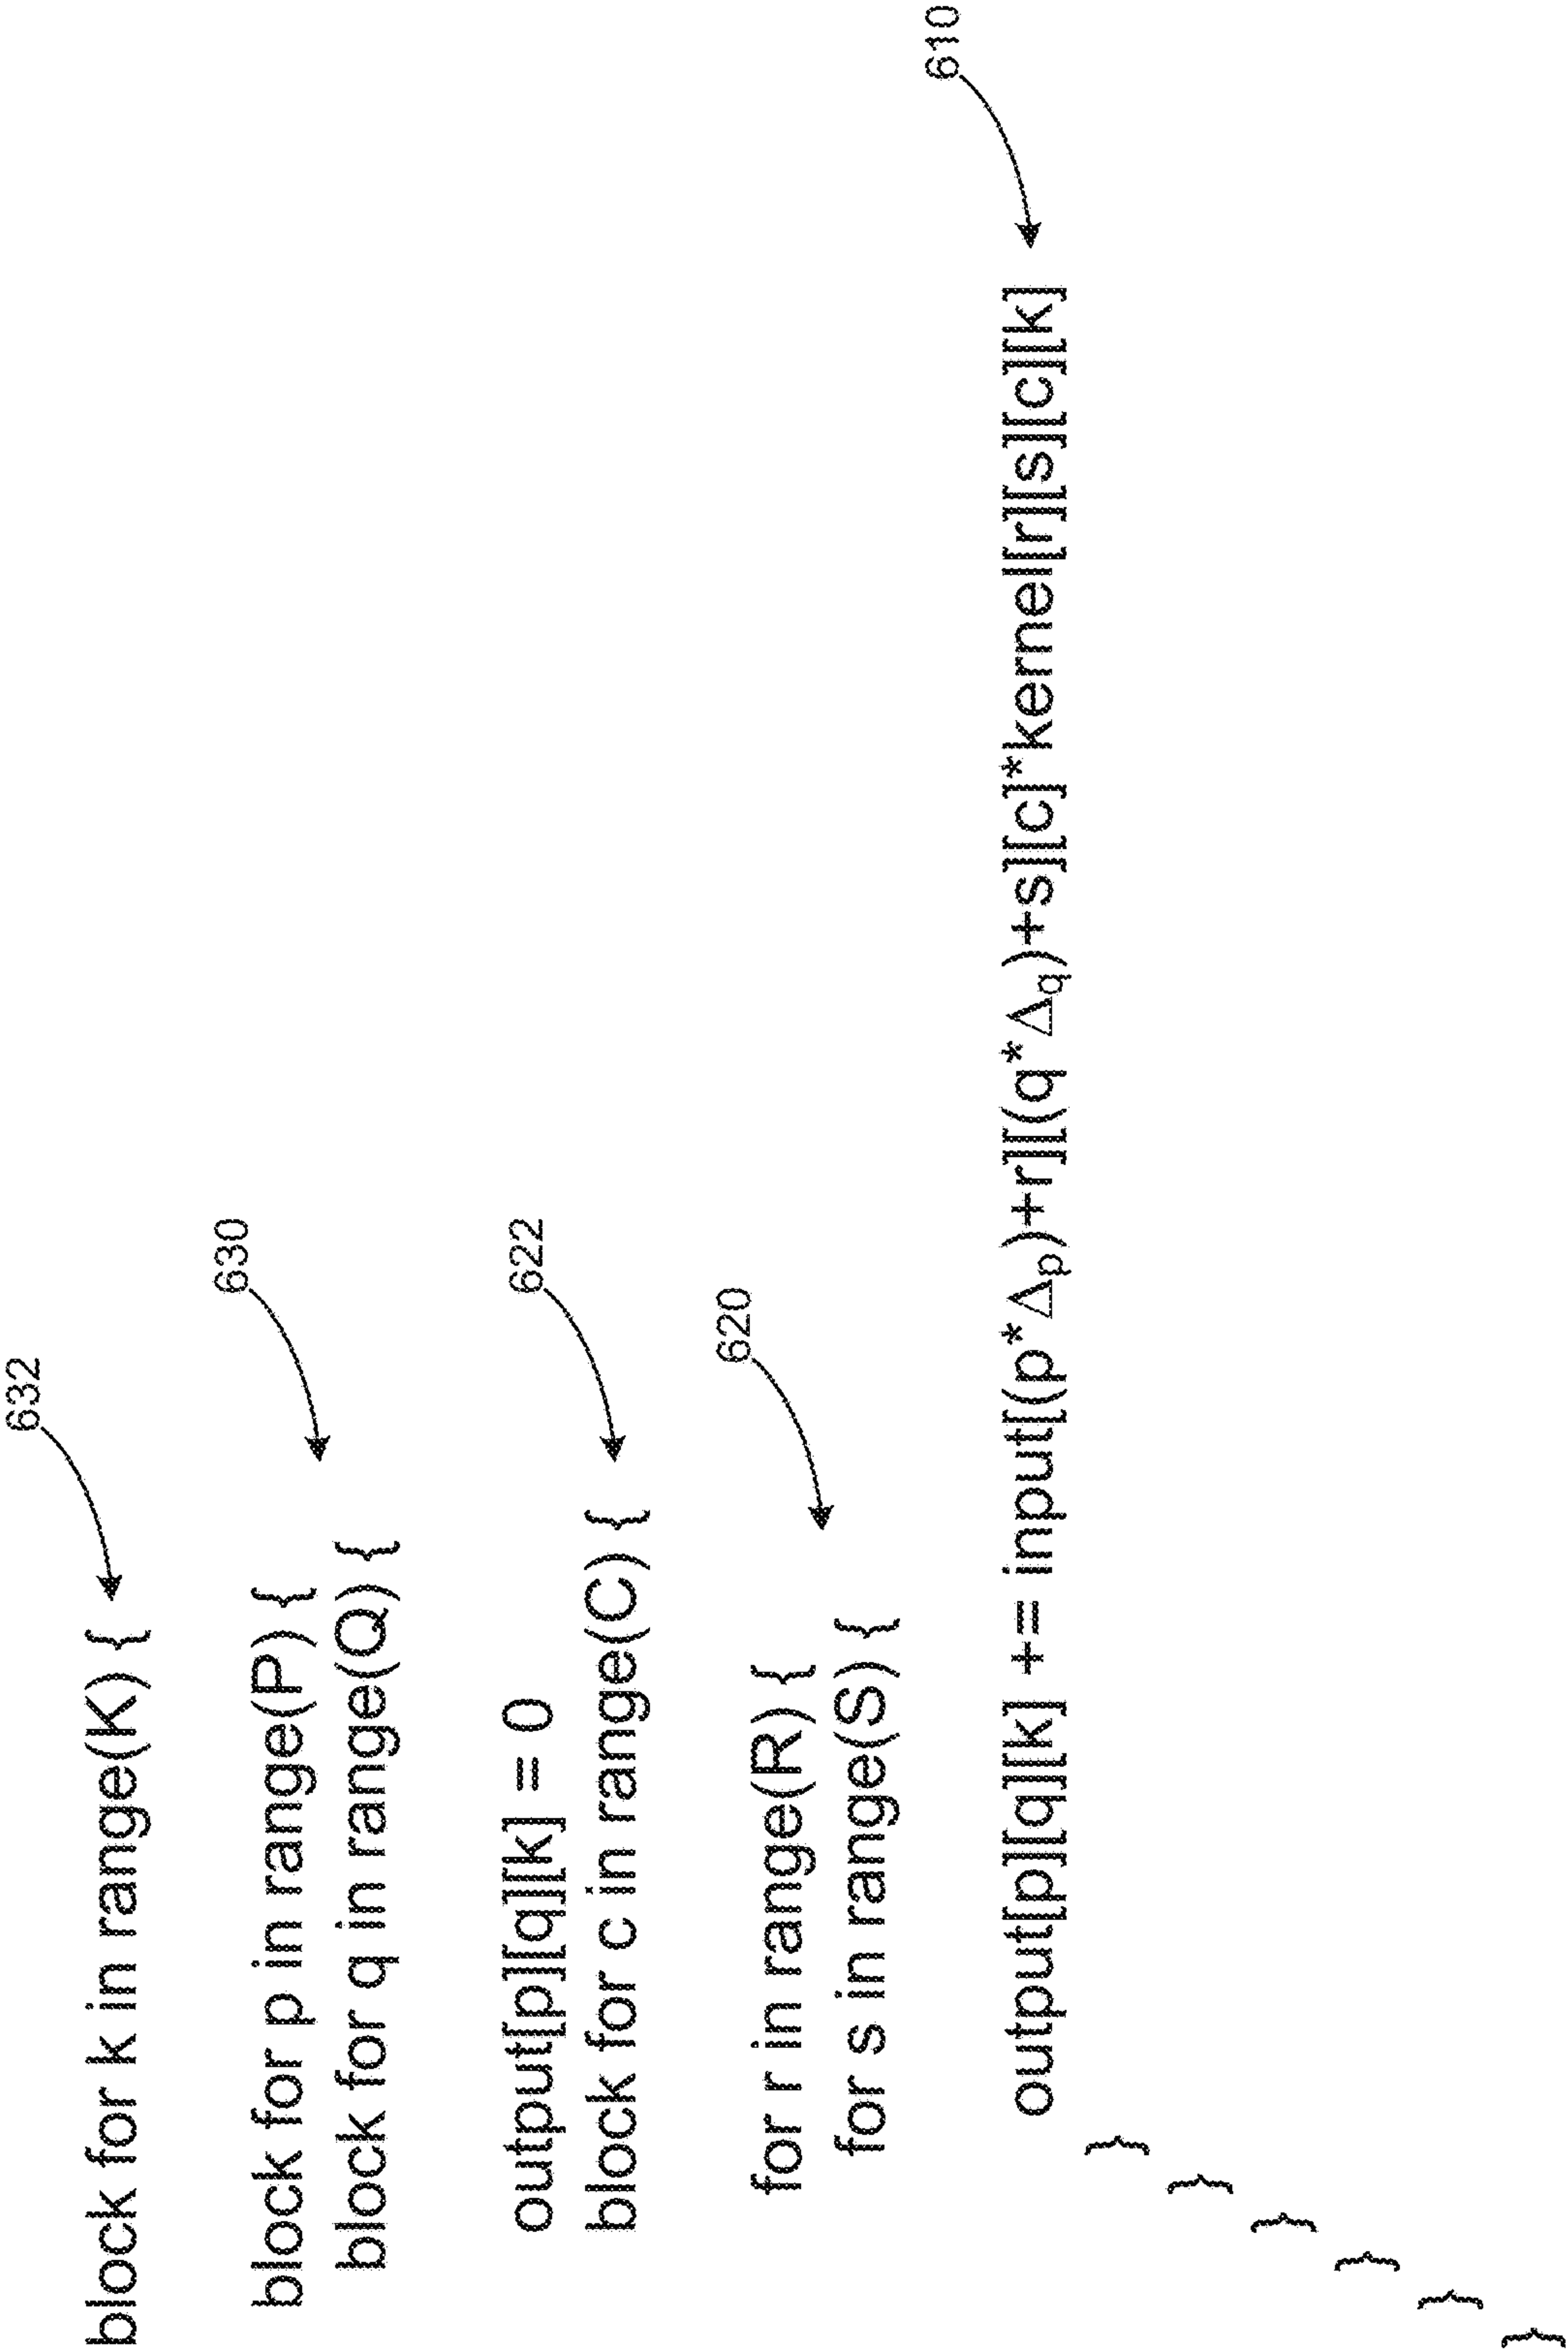 632
block for k in range(K) {
630
block for p in range(P) {
block for q in range(Q) {
622
output[p][q][k] = 0
block for c in range(C) {
620
for r in range(R) {
for s in range(S) {
610
output[p][q][k] += input[(p*Δp)+r][(q*Δq)+s][c]*kernel[r][s][c][k]
}
}
}
}
}
}